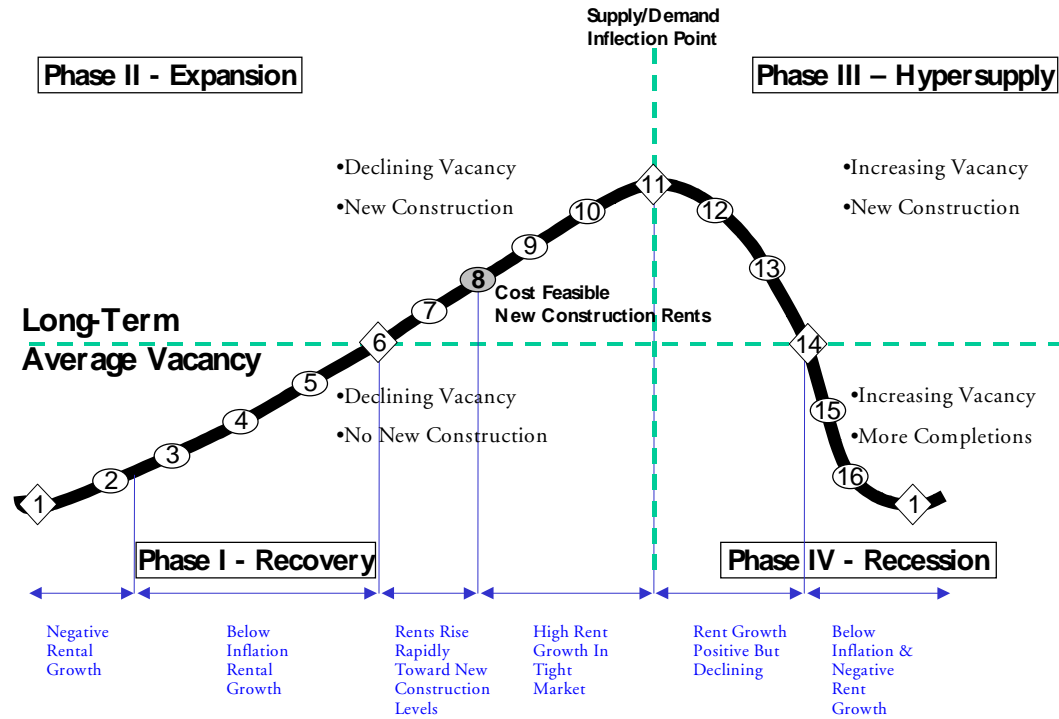 Supply/Demand
Inflection Point
Phase II - Expansion
Phase III – Hypersupply
•Declining Vacancy
•New Construction
•Increasing Vacancy
•New Construction
11
10
12
9
13
8
Cost Feasible
New Construction Rents
7
Long-Term
Average Vacancy
6
14
5
•Declining Vacancy
•No New Construction
4
•Increasing Vacancy
15
•More Completions
3
2
16
1
1
Phase I - Recovery
Phase IV - Recession
Negative
Rental
Growth
Below
Inflation
Rental
Growth
Rents Rise
Rapidly
Toward New
Construction
Levels
High Rent
Growth In
Tight
Market
Rent Growth
Positive But
Declining
Below
Inflation &
Negative
Rent
Growth